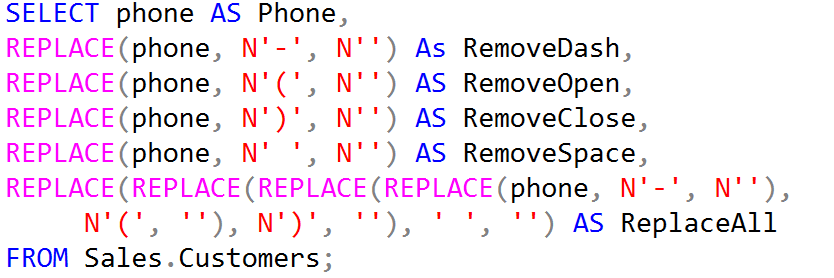 SELECT phone AS Phone,
REPLACE(phone, N'-', N'') As RemoveDash,
REPLACE(phone, N'(', N'') AS RemoveOpen,
REPLACE(phone, N')', N'') AS RemoveClose,
REPLACE(phone, N' ', N'') AS RemoveSpace,
REPLACE(REPLACE(REPLACE(REPLACE(phone, N'-', N''),
N'(', ''), N')', ''), ' ', '') AS ReplaceAll
FROM Sales.Customers;